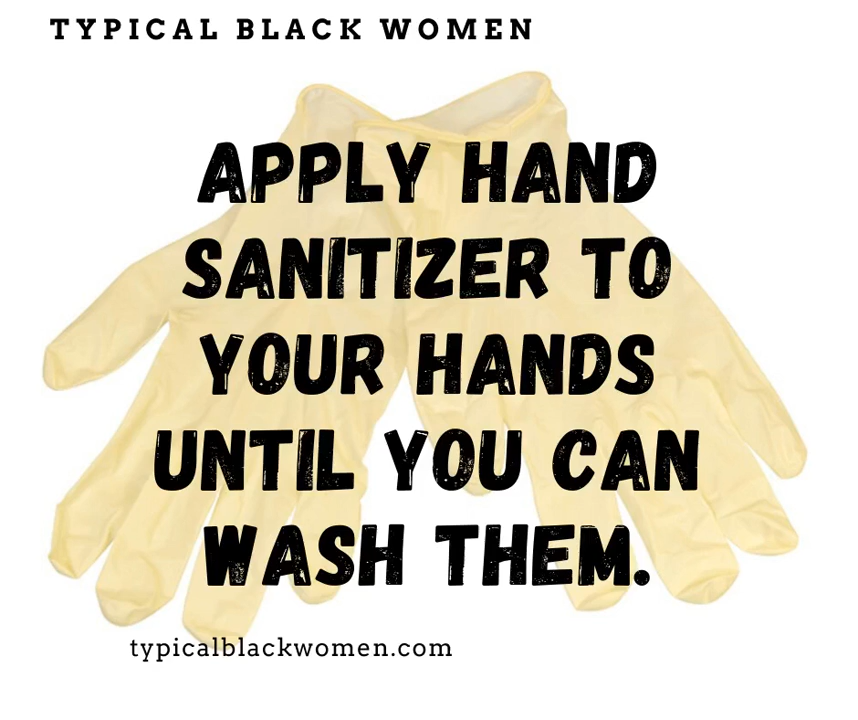 TYPICAL BLACK WOMEN
APPLY HAND
SANITIZER TO
YOUR HANDS
UNTIL YOU CAN
WASH THEM.
typicalblackwomen.com